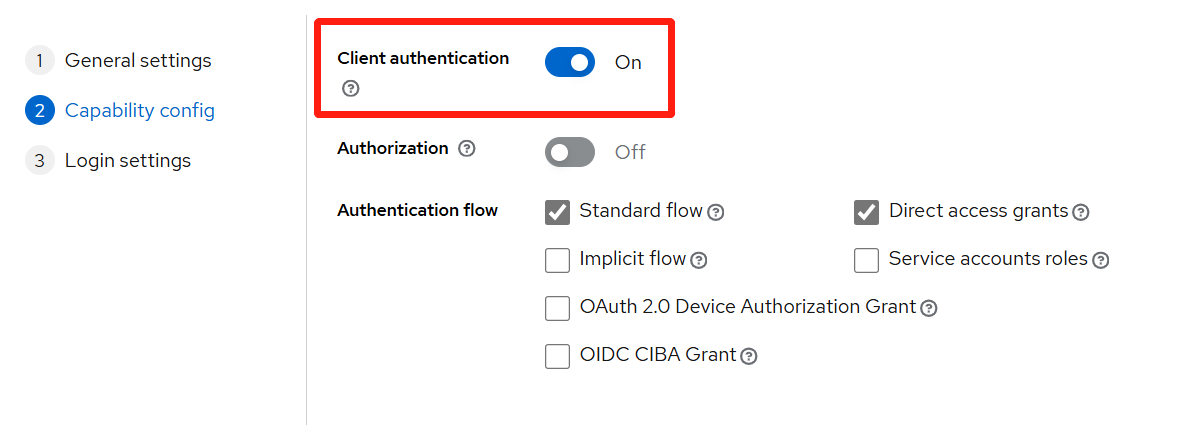 1 General settings
2 Capability config
3 Login settings
Client authentication
On
Authorization
Off
Authentication flow
Standard flow
Direct access grants
Implicit flow
Service accounts roles
OAuth 2.0 Device Authorization Grant
OIDC CIBA Grant